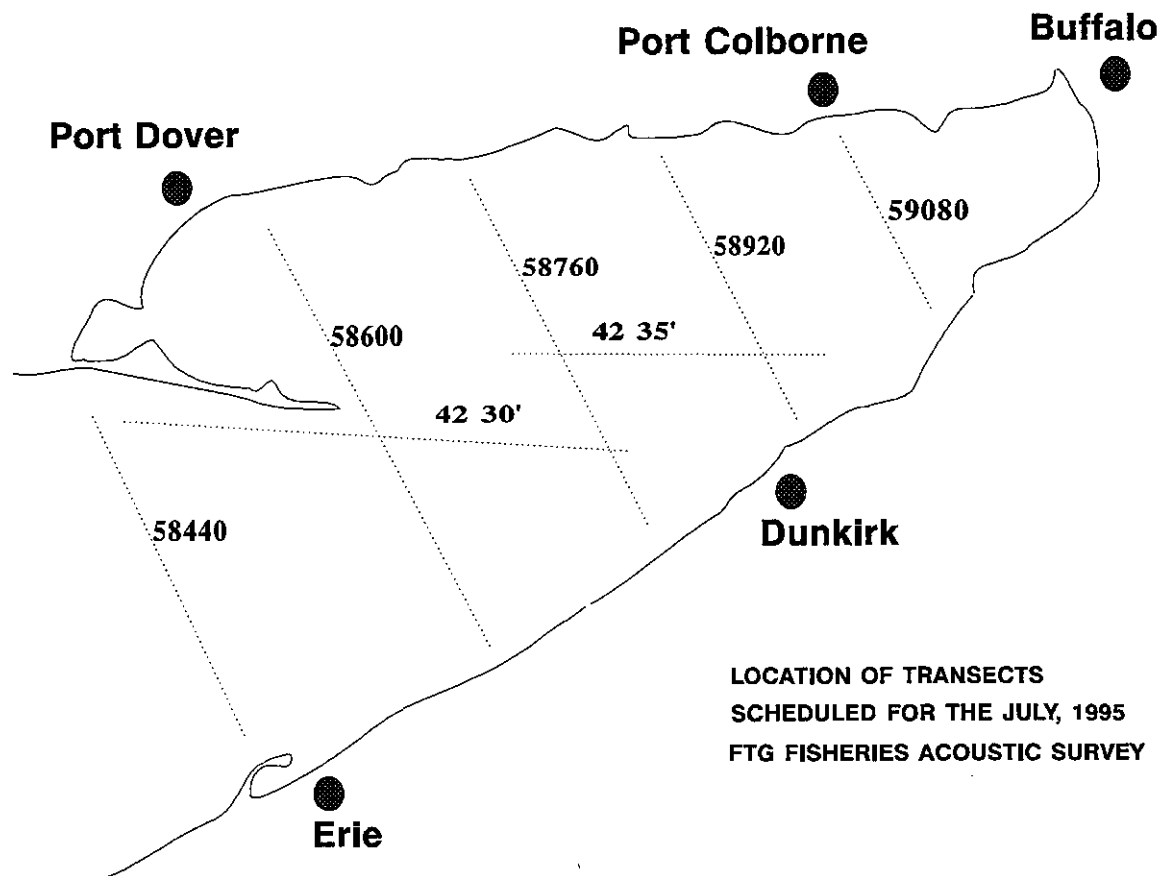 Buffalo
Port Colborne
Port Dover
59080
58920
58760
58600
42 35'
42 30'
58440
Dunkirk
Erie
LOCATION OF TRANSECTS
SCHEDULED FOR THE JULY, 1995
FTG FISHERIES ACOUSTIC SURVEY